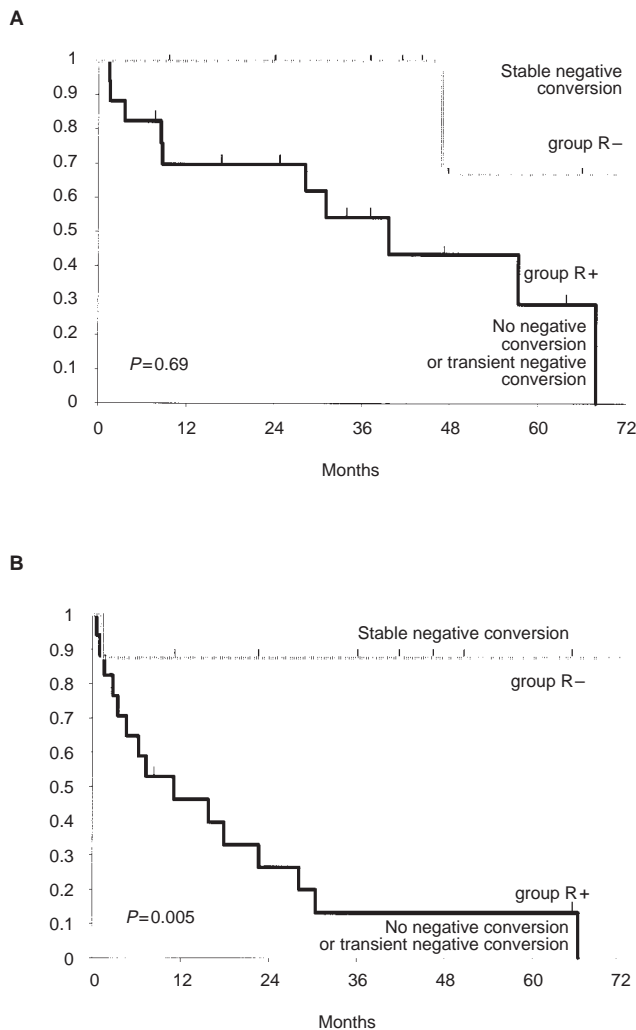 A
1
0.9
0.8
0.7
0.6
0.5
0.4
0.3
0.2
0.1
0
Stable negative
conversion
group R–
group R+
No negative
conversion
or transient negative
conversion
P=0.69
0 12 24 36 48 60 72
Months
B
1
0.9
0.8
0.7
0.6
0.5
0.4
0.3
0.2
0.1
0
Stable negative conversion
group R–
group R+
No negative conversion
or transient negative conversion
P=0.005
0 12 24 36 48 60 72
Months